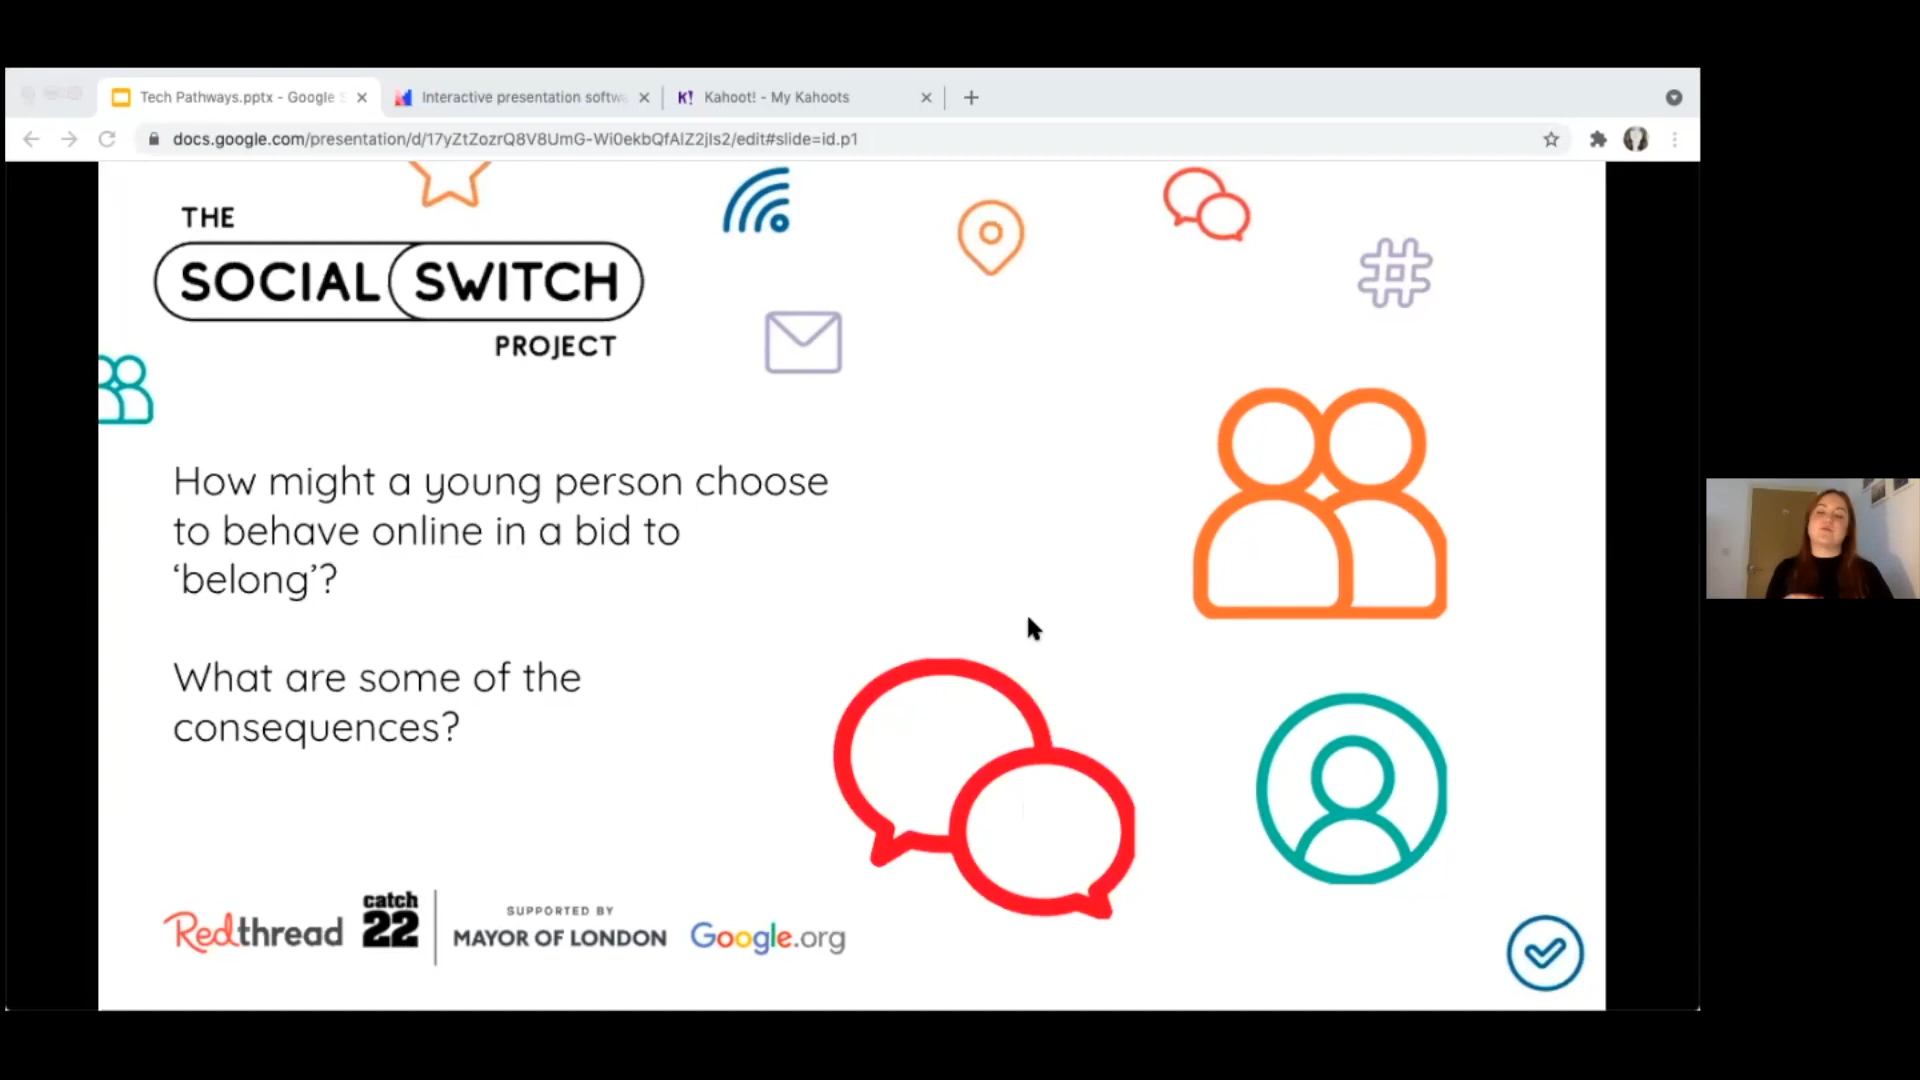 Tech Pathways.pptx - Google S
Interactive presentation softwa
K! Kahoot! - My Kahoots
docs.google.com/presentation/d/17yZtZozrQ8V8UmG-Wi0ekbQfAlZ2jIs2/edit#slide=id.p1
THE
SOCIAL SWITCH
PROJECT
How might a young person choose
to behave online in a bid to
‘belong’?
What are some of the
consequences?
Redthread
catch
22
SUPPORTED BY
MAYOR OF LONDON
Google.org